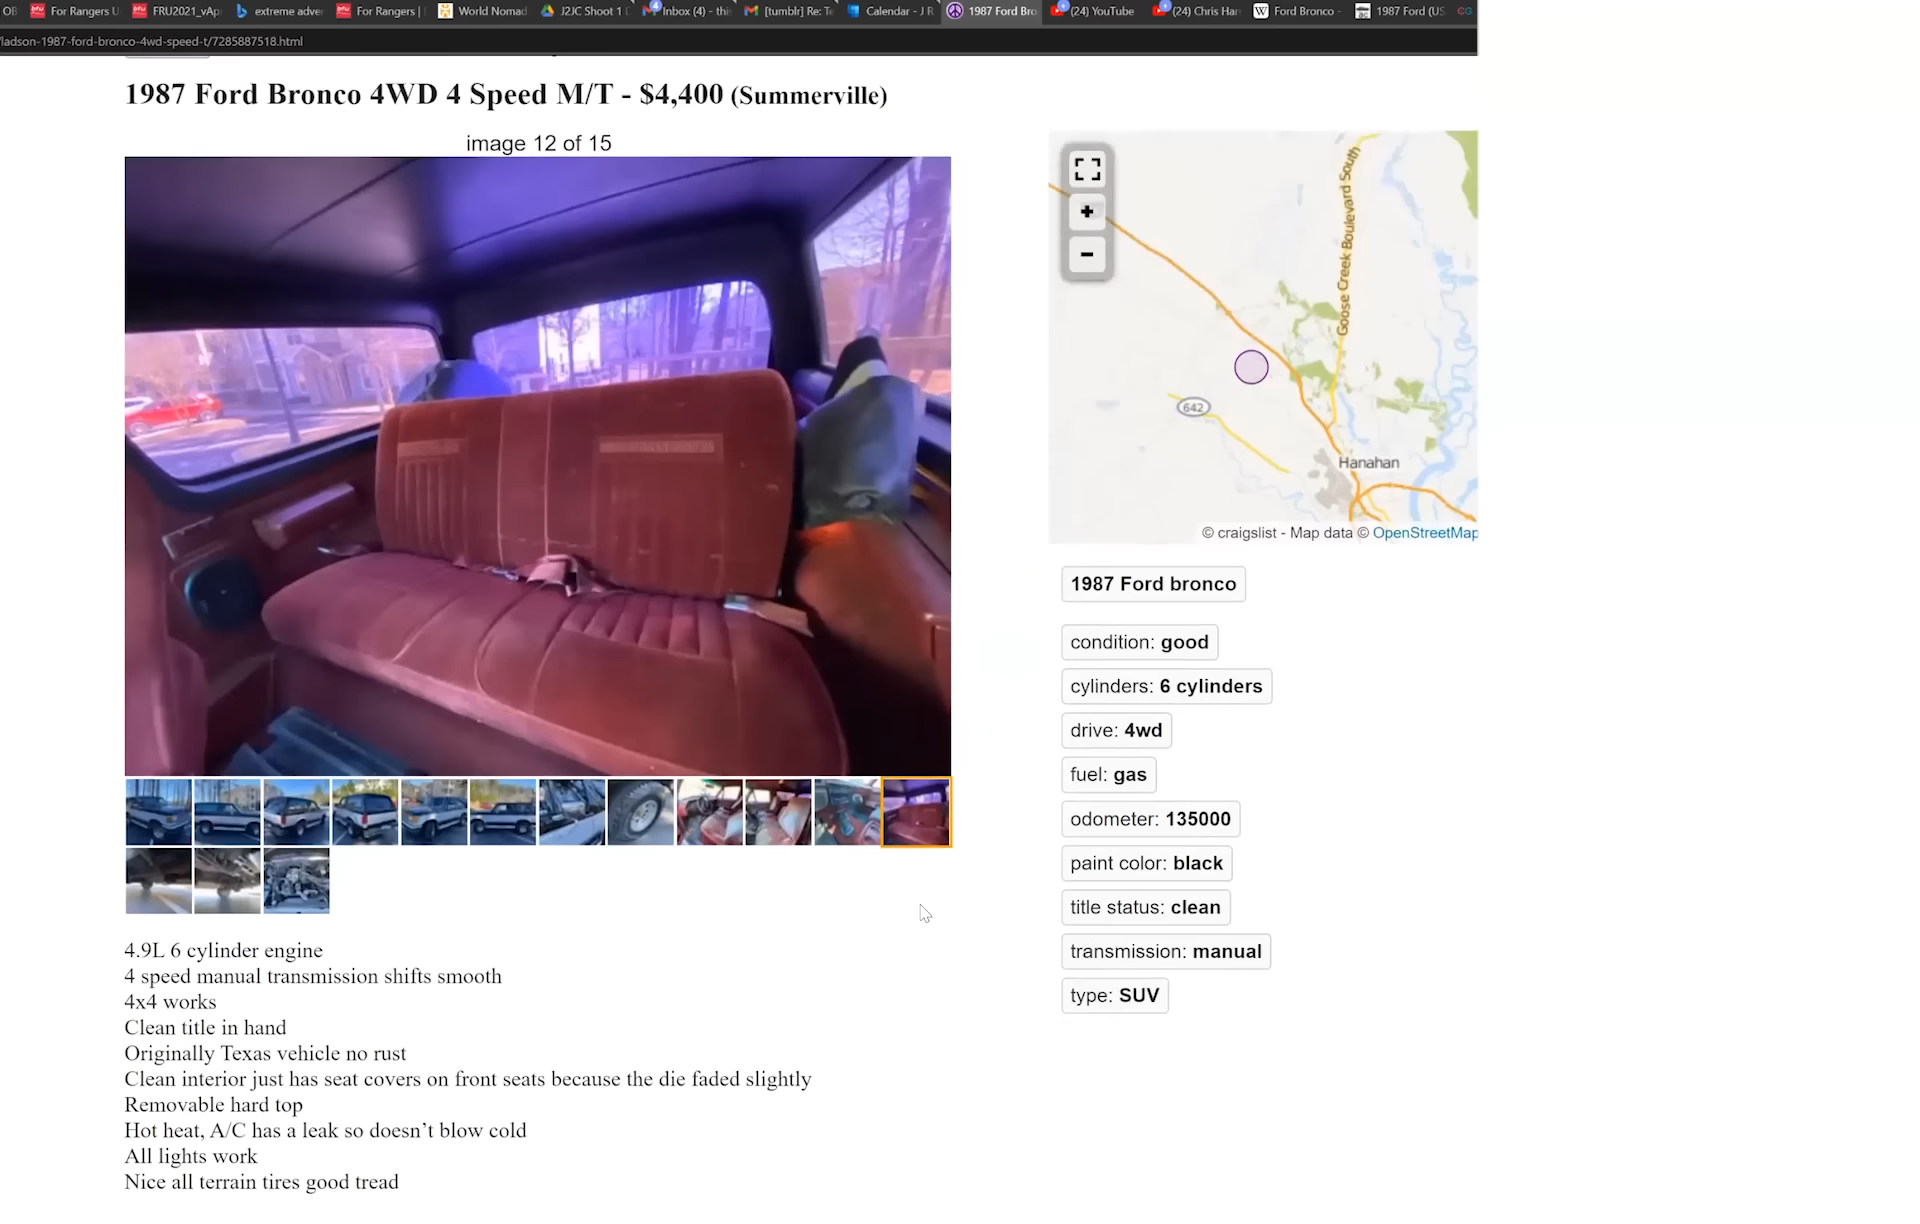 OB
For Rangers U
FRU2021_vAp
extreme adve
For Rangers |
World Nomad
J2JC Shoot 1
Inbox (4) - thi
[tumblr] Re: T
Calendar - J R
1987 Ford Bro
(24) YouTube
(24) Chris Har
Ford Bronco -
1987 Ford (US
CG
/ladson-1987-ford-bronco-4wd-speed-t/7285887518.html
1987 Ford Bronco 4WD 4 Speed M/T - $4,400 (Summerville)
image 12 of 15
+
-
Goose Creek Boulevard South
642
Hanahan
© craigslist - Map data © OpenStreetMap
1987 Ford bronco
condition: good
cylinders: 6 cylinders
drive: 4wd
fuel: gas
odometer: 135000
paint color: black
title status: clean
transmission: manual
type: SUV
4.9L 6 cylinder engine
4 speed manual transmission shifts smooth
4x4 works
Clean title in hand
Originally Texas vehicle no rust
Clean interior just has seat covers on front seats because the die faded slightly
Removable hard top
Hot heat, A/C has a leak so doesn’t blow cold
All lights work
Nice all terrain tires good tread